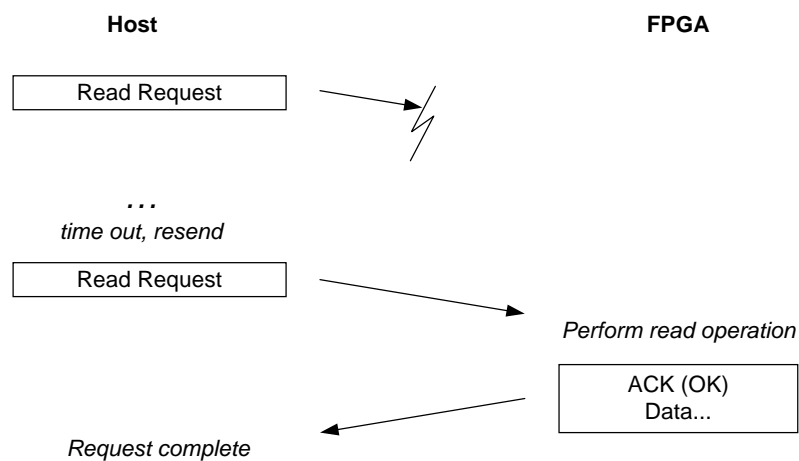 Host
FPGA
Read Request
...
time out, resend
Read Request
Perform read operation
ACK (OK)
Data...
Request complete